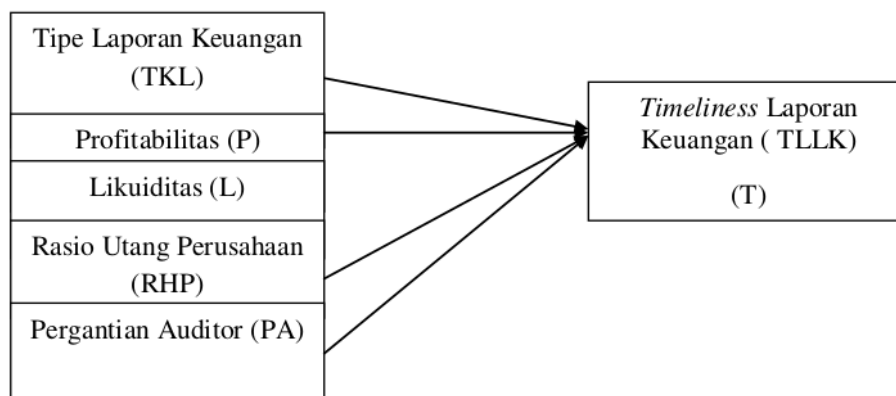 Tipe Laporan Keuangan
(TKL)
Profitabilitas (P)
Likuiditas (L)
Rasio Utang Perusahaan
(RHP)
Pergantian Auditor (PA)
Timeliness Laporan
Keuangan ( TLLK)
(T)